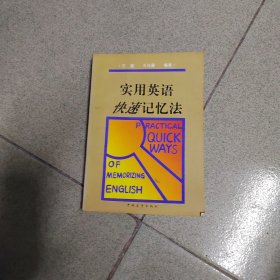 实用英语
快速记忆法
PRACTICAL
QUICK
WAYS
OF
MEMORIZING
ENGLISH